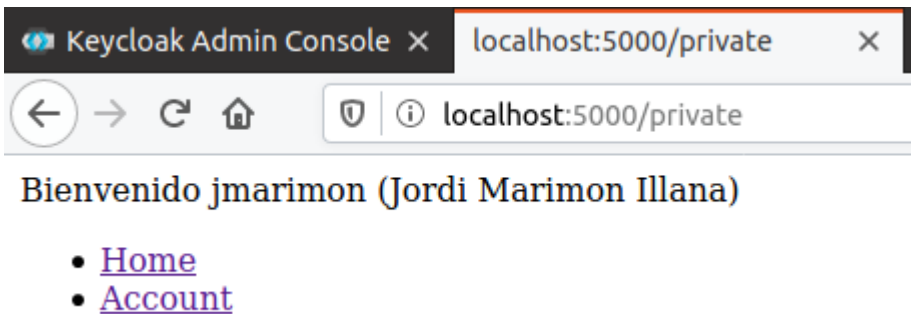 Keycloak Admin Console
localhost:5000/private
localhost:5000/private
Bienvenido jmarimon (Jordi Marimon Illana)
Home
Account